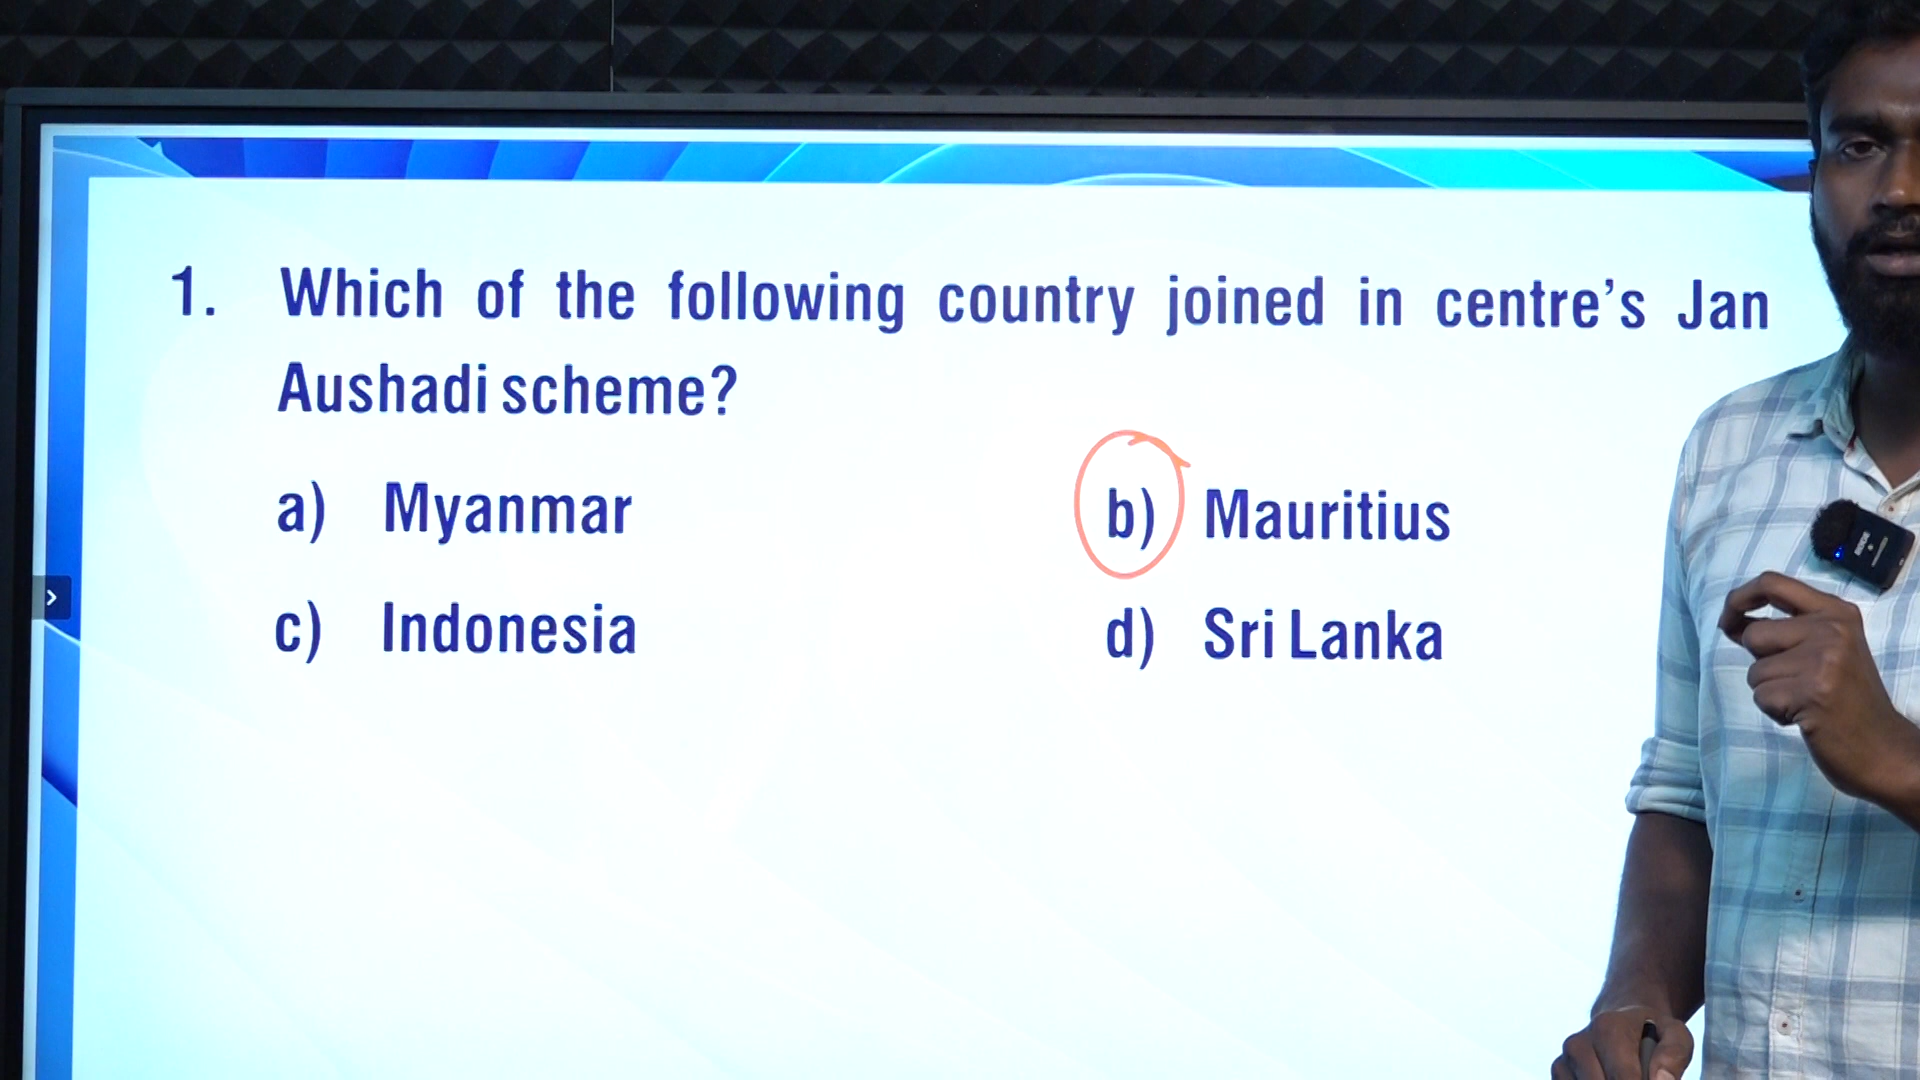 1. Which of the following country joined in centre's Jan
Aushadi scheme?
a) Myanmar
b) Mauritius
c) Indonesia
d) Sri Lanka